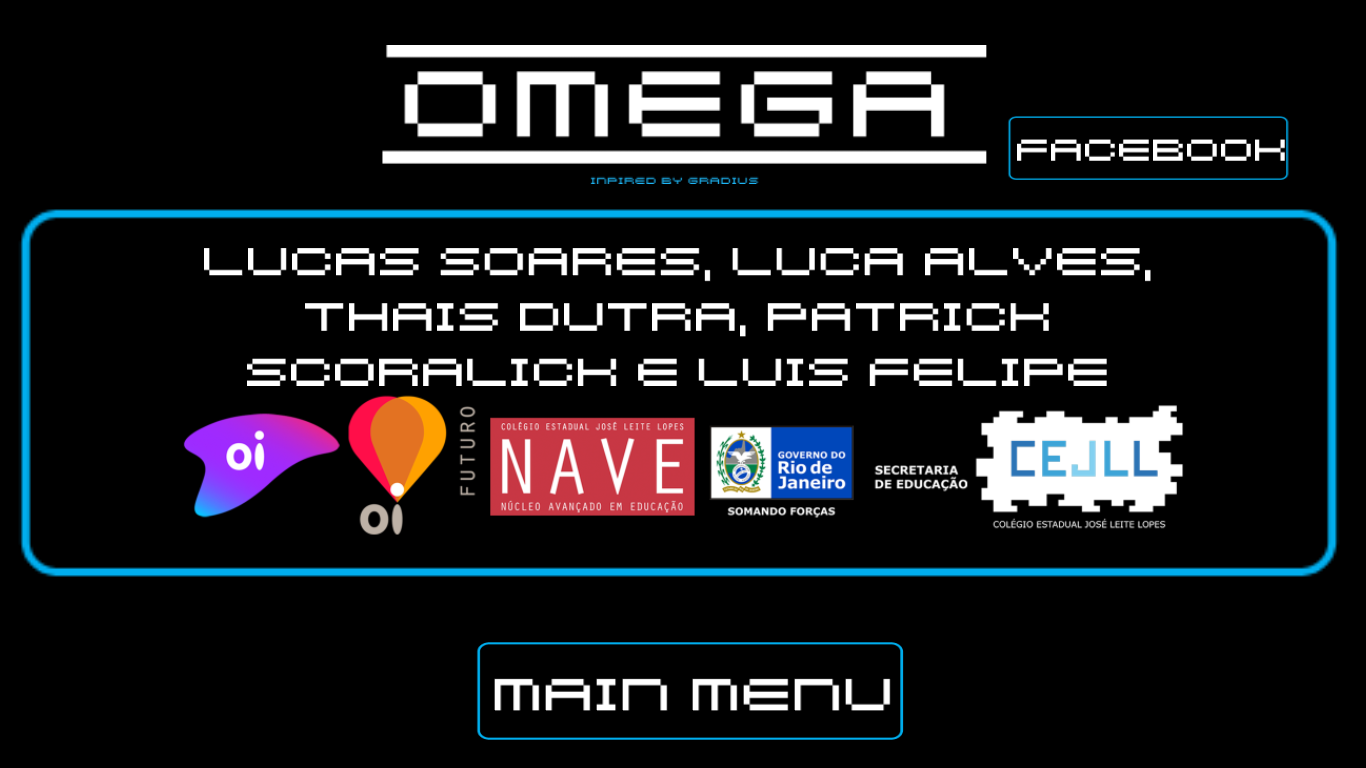 OMEGA
FACEBOOK
INPIRED BY GRADIUS
LUCAS SOARES, LUCA ALVES,
THAIS DUTRA, PATRICK
SCORALICK E LUIS FELIPE
oi
oi
FUTURO
COLÉGIO ESTADUAL JOSÉ LEITE LOPES
NAVE
NÚCLEO AVANÇADO EM EDUCAÇÃO
GOVERNO DO
Rio de
Janeiro
SOMANDO FORÇAS
SECRETARIA
DE EDUCAÇÃO
CEJLL
COLÉGIO ESTADUAL JOSÉ LEITE LOPES
MAIN MENU